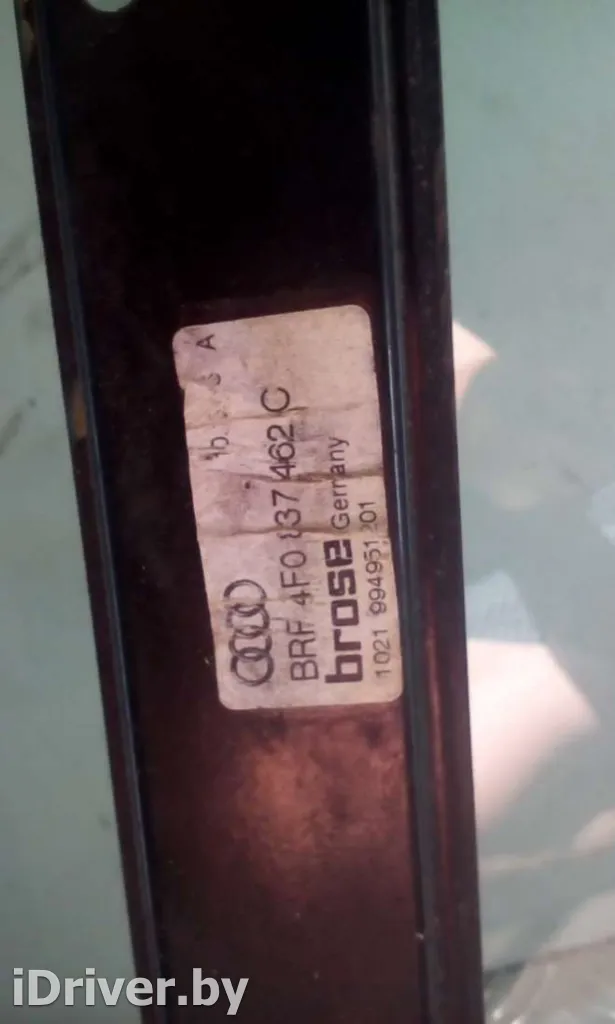 BRF 4F0 837 462 C
brose Germany
1021 994951 201
iDriver.by